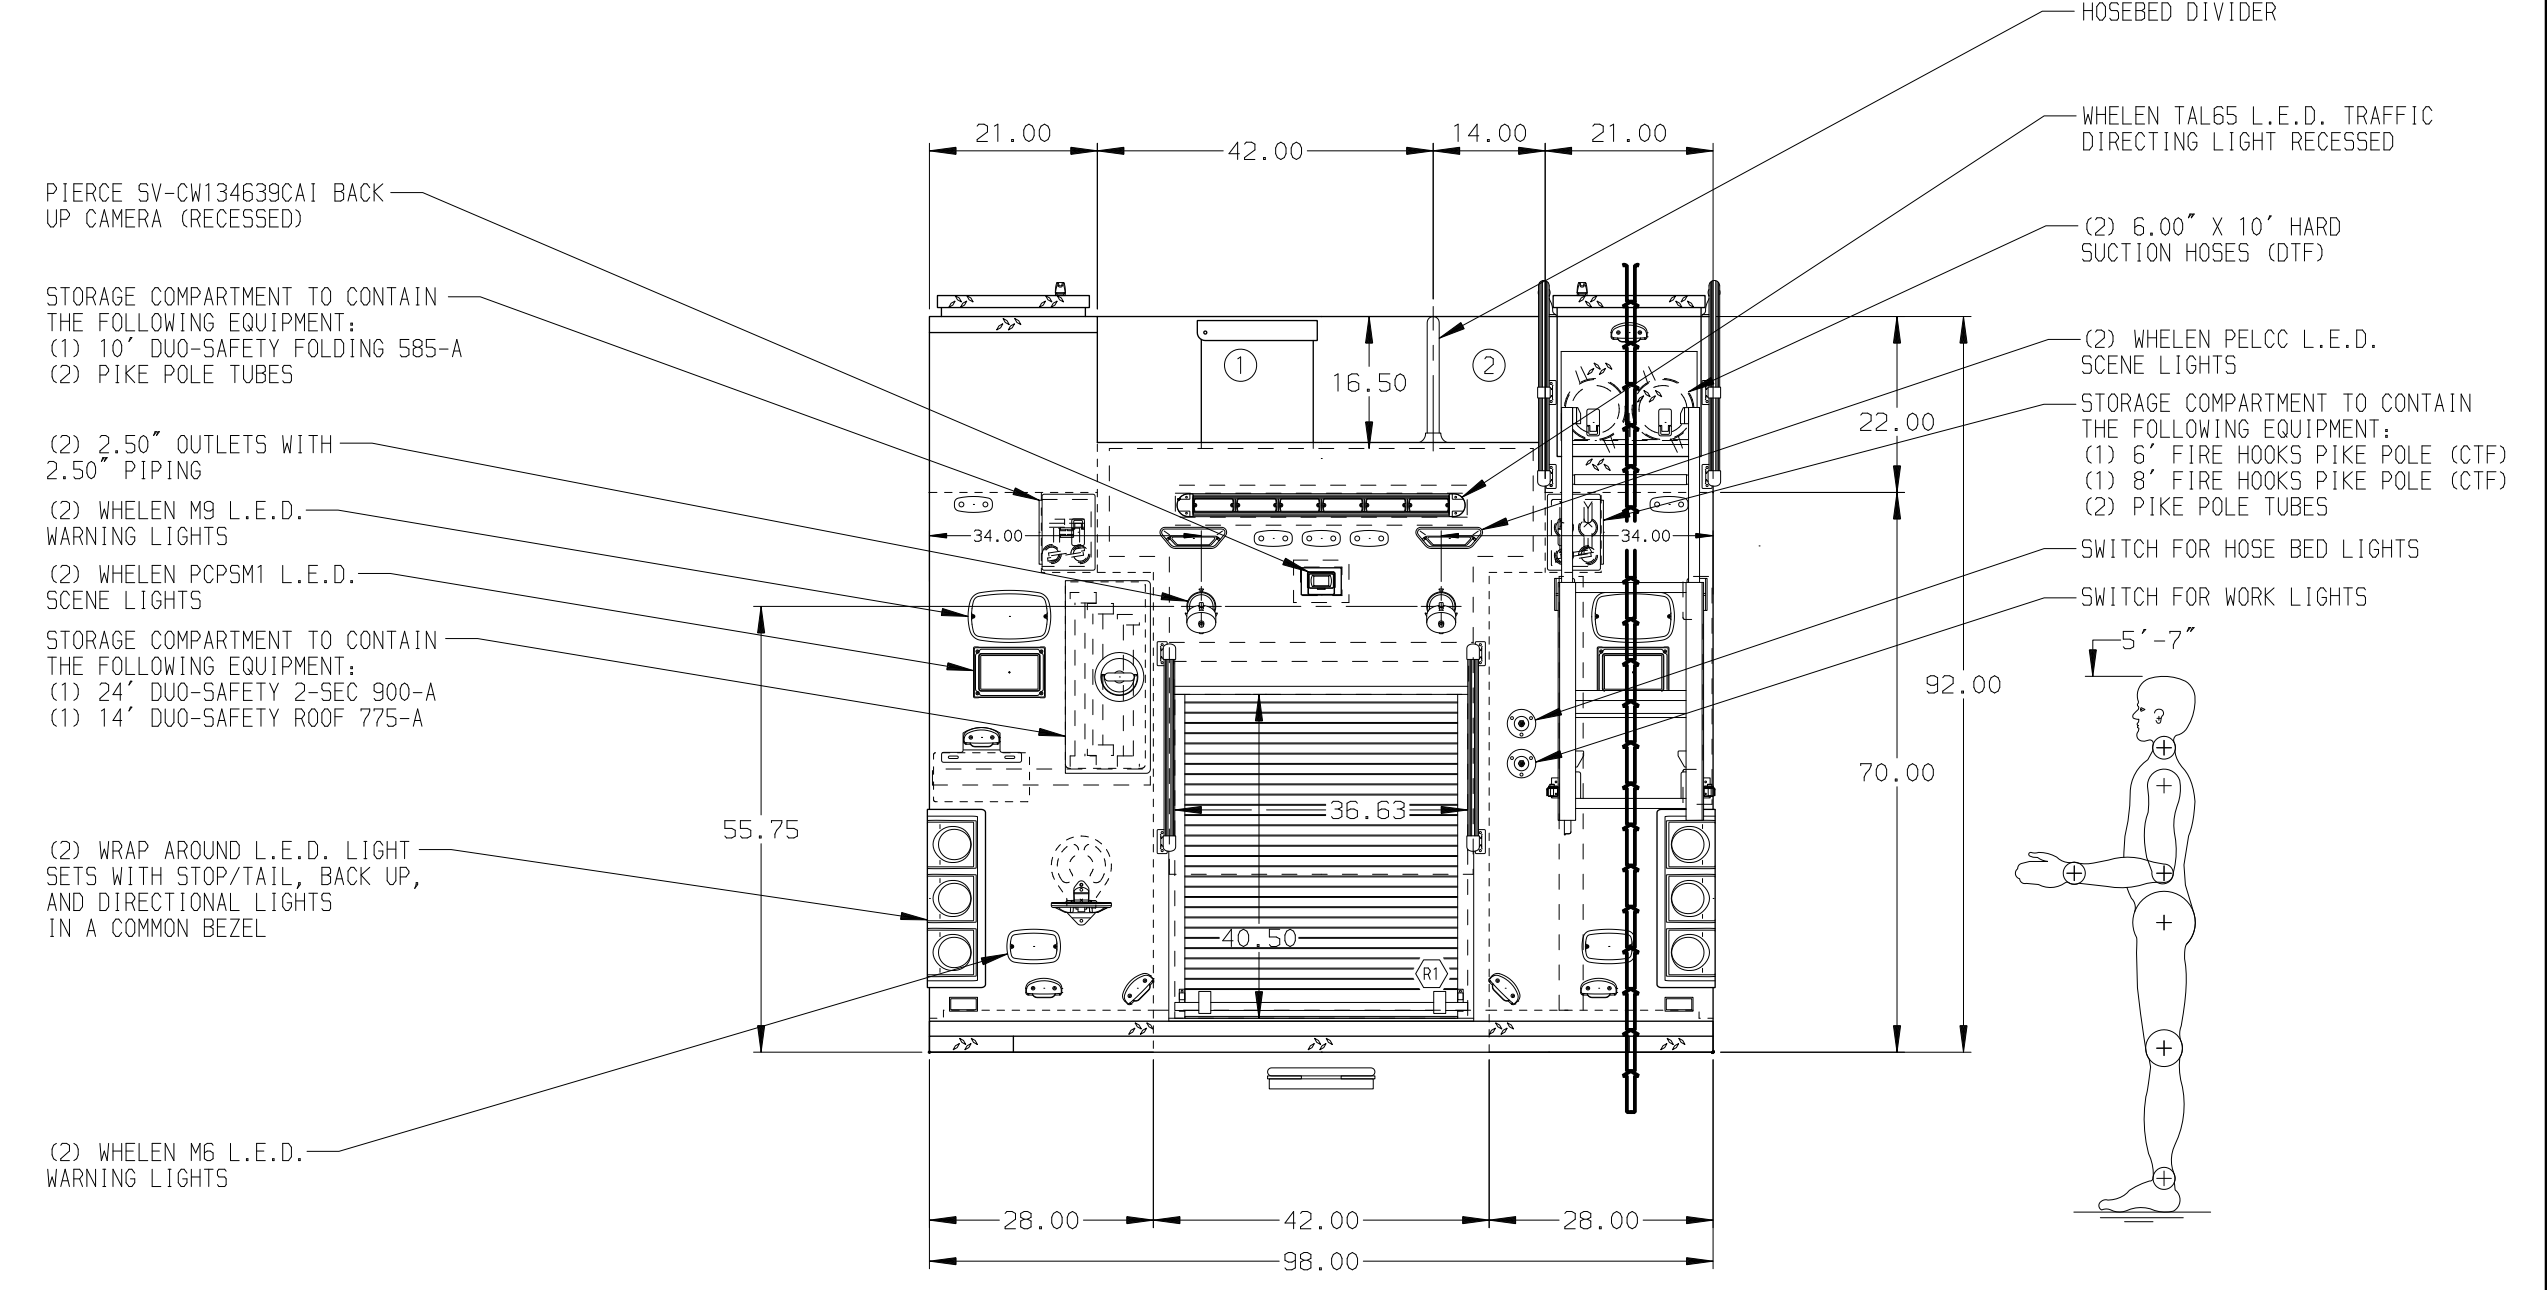 HOSEBED DIVIDER
WHELEN TAL65 L.E.D. TRAFFIC
DIRECTING LIGHT RECESSED
(2) 6.00" X 10' HARD
SUCTION HOSES (DTF)
(2) WHELEN PELCC L.E.D.
SCENE LIGHTS
STORAGE COMPARTMENT TO CONTAIN
THE FOLLOWING EQUIPMENT:
(1) 6' FIRE HOOKS PIKE POLE (CTF)
(1) 8' FIRE HOOKS PIKE POLE (CTF)
(2) PIKE POLE TUBES
SWITCH FOR HOSE BED LIGHTS
SWITCH FOR WORK LIGHTS
5'-7"
PIERCE SV-CW134639CAI BACK
UP CAMERA (RECESSED)
STORAGE COMPARTMENT TO CONTAIN
THE FOLLOWING EQUIPMENT:
(1) 10' DUO-SAFETY FOLDING 585-A
(2) PIKE POLE TUBES
(2) 2.50" OUTLETS WITH
2.50" PIPING
(2) WHELEN M9 L.E.D.
WARNING LIGHTS
(2) WHELEN PCPSM1 L.E.D.
SCENE LIGHTS
STORAGE COMPARTMENT TO CONTAIN
THE FOLLOWING EQUIPMENT:
(1) 24' DUO-SAFETY 2-SEC 900-A
(1) 14' DUO-SAFETY ROOF 775-A
(2) WRAP AROUND L.E.D. LIGHT
SETS WITH STOP/TAIL, BACK UP,
AND DIRECTIONAL LIGHTS
IN A COMMON BEZEL
(2) WHELEN M6 L.E.D.
WARNING LIGHTS
21.00
42.00
14.00
21.00
1
2
16.50
22.00
34.00
34.00
92.00
70.00
55.75
36.63
40.50
R1
28.00
42.00
28.00
98.00